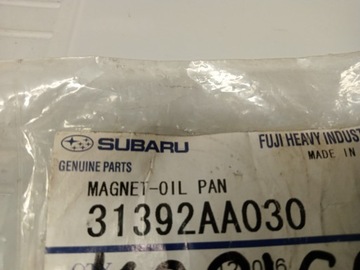 SUBARU FUJI HEAVY INDUST
GENUINE PARTS MADE IN
MAGNET-OIL PAN
31392AA030